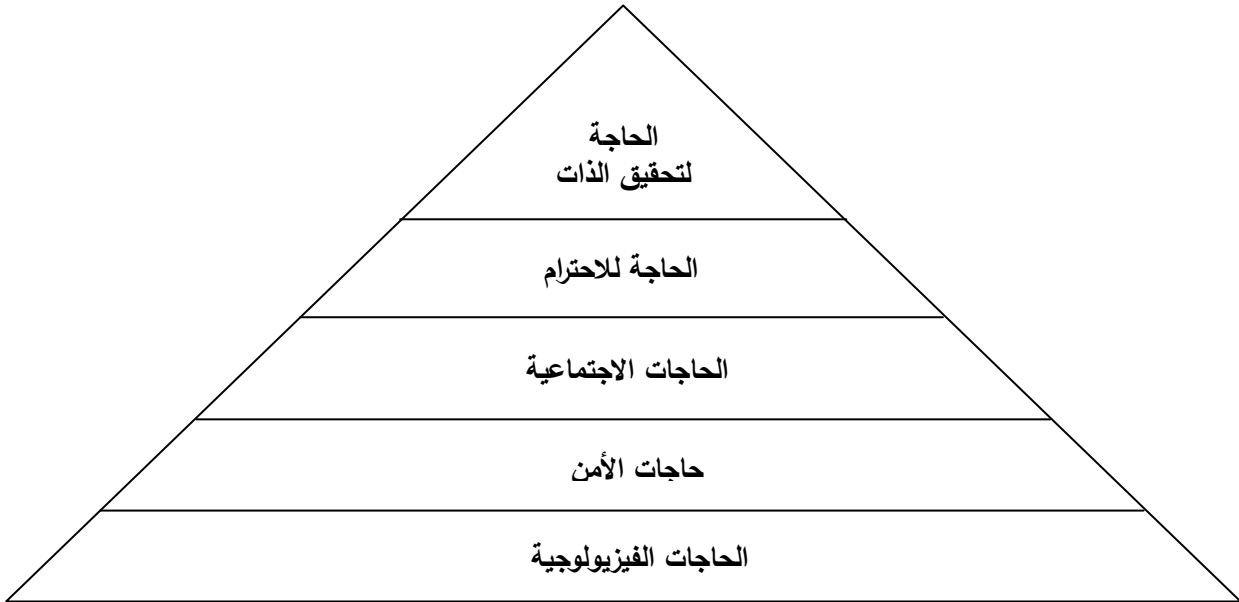 الحاجة
لتحقيق الذات
الحاجة للاحترام
الحاجات الاجتماعية
حاجات الأمن
الحاجات الفيزيولوجية